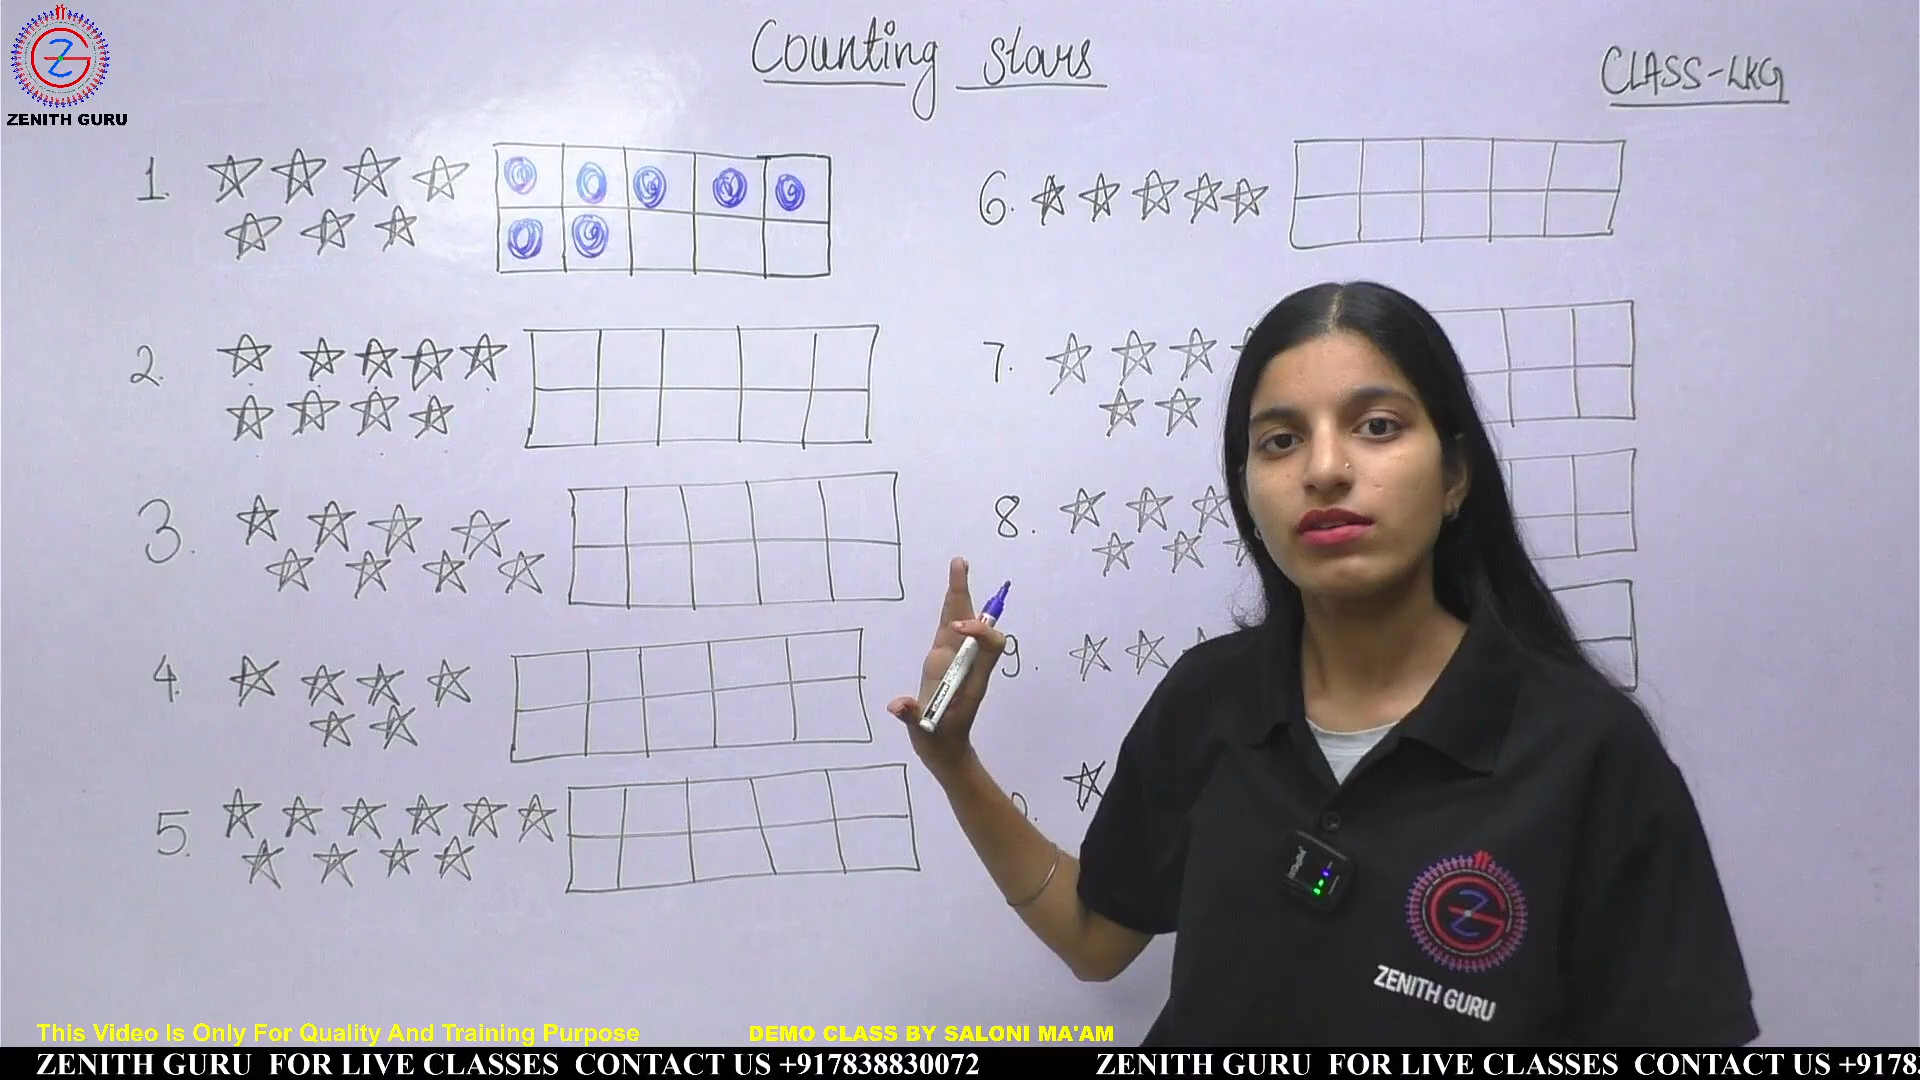 ZENITH GURU
Counting Stars
CLASS-LKG
1.
2.
3.
4.
5.
6.
7.
8.
9.
ZENITH GURU
This Video Is Only For Quality And Training Purpose
DEMO CLASS BY SALONI MA'AM
ZENITH GURU FOR LIVE CLASSES CONTACT US +917838830072 ZENITH GURU FOR LIVE CLASSES CONTACT US +9178